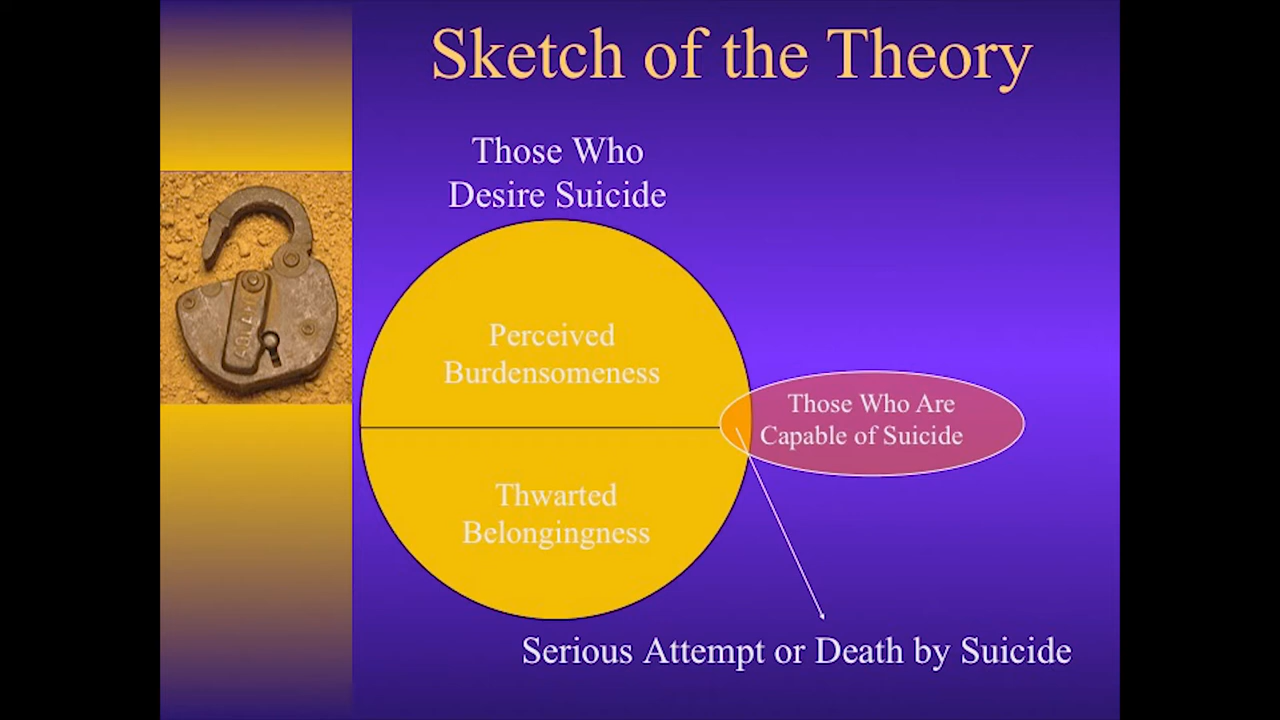 Sketch of the Theory
Those Who
Desire Suicide
Perceived
Burdensomeness
Those Who Are
Capable of Suicide
Thwarted
Belongingness
Serious Attempt or Death by Suicide